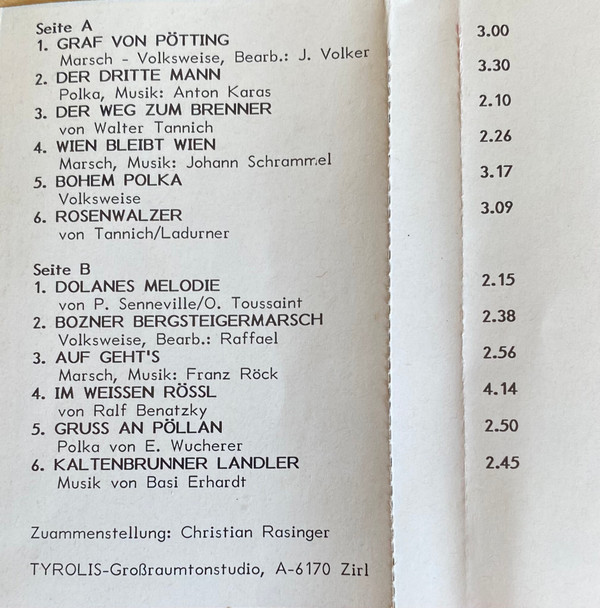 Seite A
1. GRAF VON PÖTTING 3.00
Marsch - Volksweise, Bearb.: J. Volker
2. DER DRITTE MANN 3.30
Polka, Musik: Anton Karas
3. DER WEG ZUM BRENNER 2.10
von Walter Tannich
4. WIEN BLEIBT WIEN 2.26
Marsch, Musik: Johann Schrammel
5. BOHEM POLKA 3.17
Volksweise
6. ROSENWALZER 3.09
von Tannich/Ladurner
Seite B
1. DOLANES MELODIE 2.15
von P. Senneville/O. Toussaint
2. BOZNER BERGSTEIGERMARSCH 2.38
Volksweise, Bearb.: Raffael
3. AUF GEHT'S 2.56
Marsch, Musik: Franz Röck
4. IM WEISSEN RÖSSL 4.14
von Ralf Benatzky
5. GRUSS AN PÖLLAN 2.50
Polka von E. Wucherer
6. KALTENBRUNNER LANDLER 2.45
Musik von Basi Erhardt
Zuammenstellung: Christian Rasinger
TYROLIS-Großraumtonstudio, A-6170 Zirl